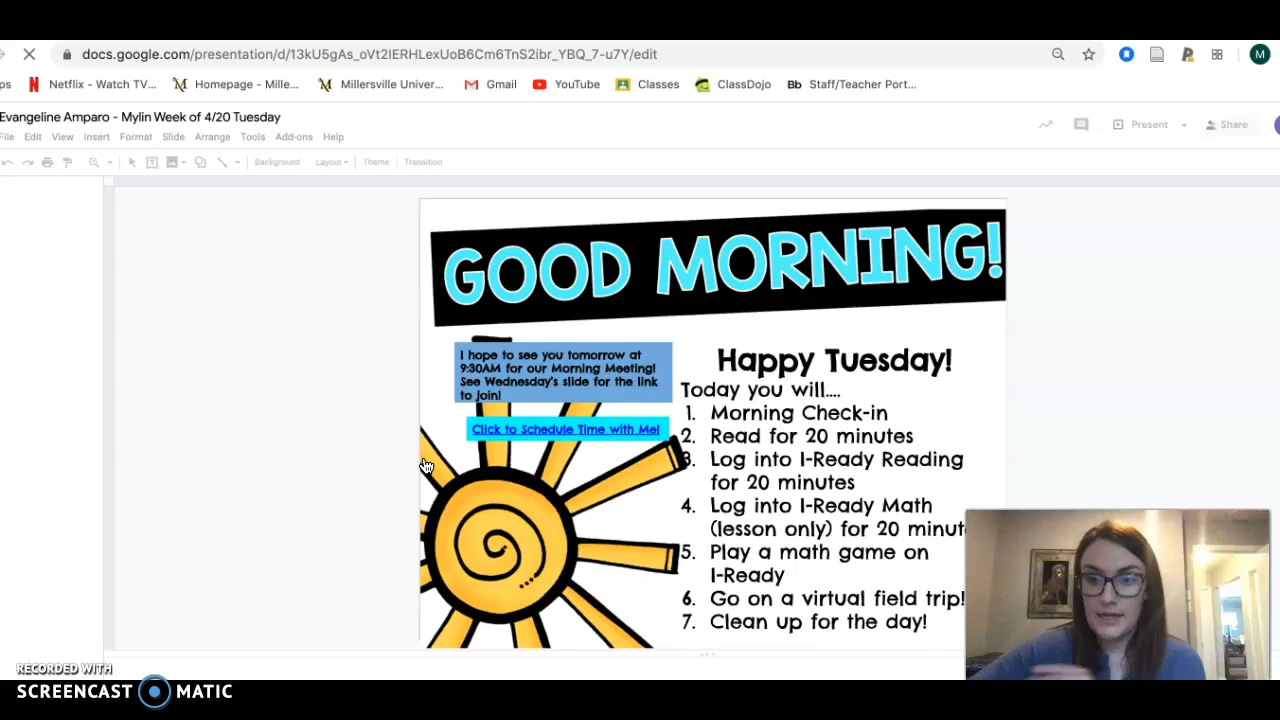 docs.google.com/presentation/d/13kU5gAs_oVt2lERHLexUoB6Cm6TnS2ibr_YBQ_7-u7Y/edit
M
ps Netflix - Watch TV... Homepage - Mille... Millersville Univer... Gmail YouTube Classes ClassDojo Bb Staff/Teacher Port...
Evangeline Amparo - Mylin Week of 4/20 Tuesday
File Edit View Insert Format Slide Arrange Tools Add-ons Help
Present Share
Background Layout Theme Transition
GOOD MORNING!
I hope to see you tomorrow at
9:30AM for our Morning Meeting!
See Wednesday's slide for the link
to join!
Click to Schedule Time with Me!
Happy Tuesday!
Today you will....
1. Morning Check-in
2. Read for 20 minutes
3. Log into I-Ready Reading
for 20 minutes
4. Log into I-Ready Math
(lesson only) for 20 minut
5. Play a math game on
I-Ready
6. Go on a virtual field trip!
7. Clean up for the day!
RECORDED WITH
SCREENCAST MATIC